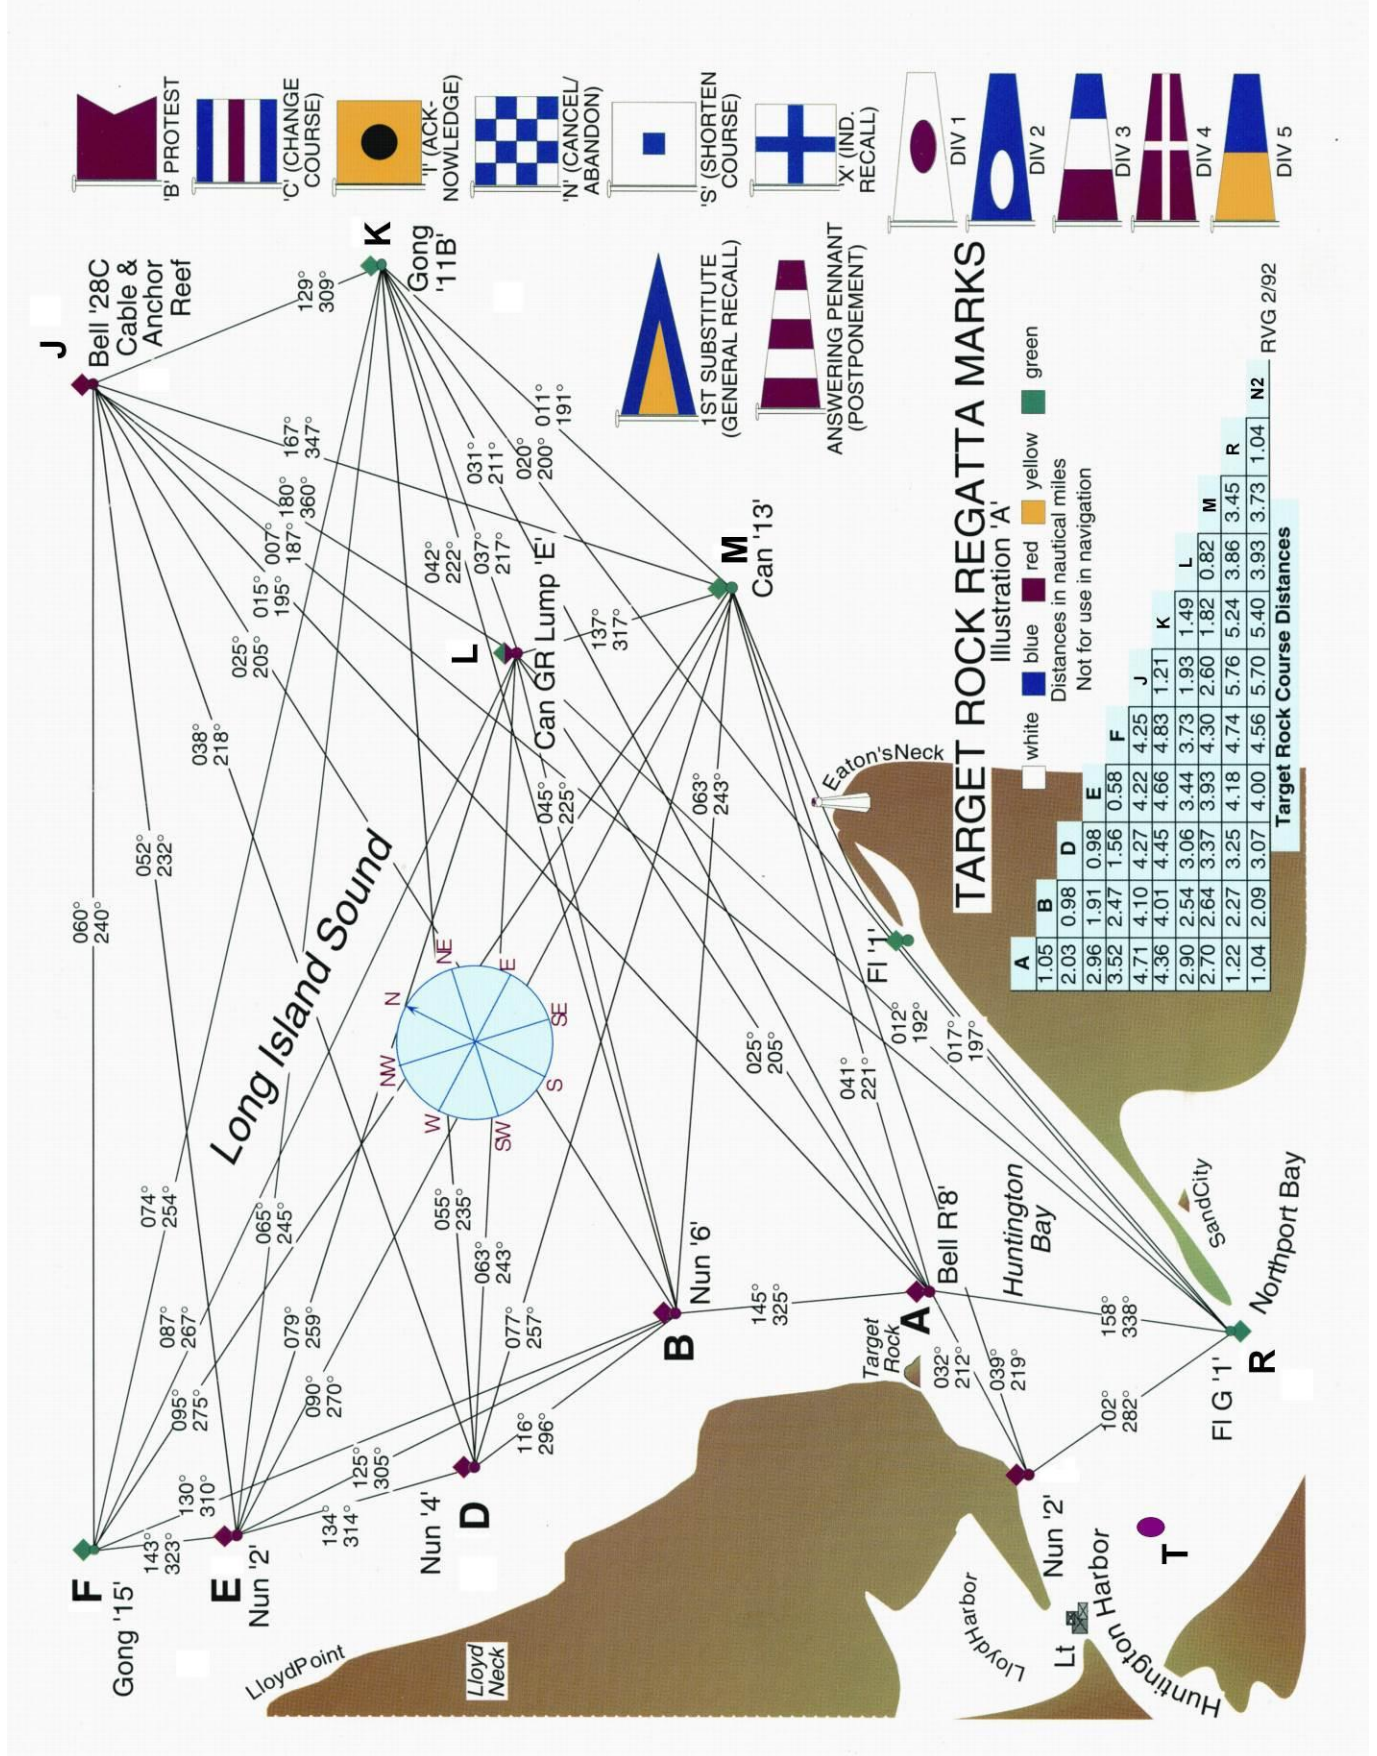 J
Bell '28C
Cable &
Anchor
Reef
K
Gong
'11B'
F
Gong '15'
E
Nun '2'
D
Nun '4'
L
Can GR Lump 'E'
M
Can '13'
B
Nun '6'
A
Bell R'8'
R
Fl G '1'
Nun '2'
T
Fl '1'
060°
240°
129°
309°
052°
232°
143°
323°
074°
254°
087°
267°
095°
275°
130°
310°
038°
218°
025°
205°
015°
195°
007°
187°
180°
360°
167°
347°
065°
245°
079°
259°
090°
270°
134°
314°
125°
305°
042°
222°
037°
217°
031°
211°
020°
200°
011°
191°
055°
235°
063°
243°
077°
257°
116°
296°
045°
225°
137°
317°
063°
243°
145°
325°
025°
205°
041°
221°
012°
192°
017°
197°
032°
212°
039°
219°
158°
338°
102°
282°
Long Island Sound
N
NE
E
SE
S
SW
W
NW
LloydPoint
Lloyd
Neck
Target
Rock
Eaton'sNeck
Huntington
Bay
SandCity
Northport Bay
LloydHarbor
Lt
Huntington Harbor
'B' PROTEST
'C' (CHANGE
COURSE)
'I' (ACK-
NOWLEDGE)
'N' (CANCEL/
ABANDON)
'S' (SHORTEN
COURSE)
'X' (IND.
RECALL)
1ST SUBSTITUTE
(GENERAL RECALL)
ANSWERING PENNANT
(POSTPONEMENT)
DIV 1
DIV 2
DIV 3
DIV 4
DIV 5
TARGET ROCK REGATTA MARKS
Illustration 'A'
white blue red yellow green
Distances in nautical miles
Not for use in navigation
A
1.05 B
2.03 0.98 D
2.96 1.91 0.98 E
3.52 2.47 1.56 0.58 F
4.71 4.10 4.27 4.22 4.25 J
4.36 4.01 4.45 4.66 4.83 1.21 K
2.90 2.54 3.06 3.44 3.73 1.93 1.49 L
2.70 2.64 3.37 3.93 4.30 2.60 1.82 0.82 M
1.22 2.27 3.25 4.18 4.74 5.76 5.24 3.86 3.45 R
1.04 2.09 3.07 4.00 4.56 5.70 5.40 3.93 3.73 1.04 N2
Target Rock Course Distances
RVG 2/92